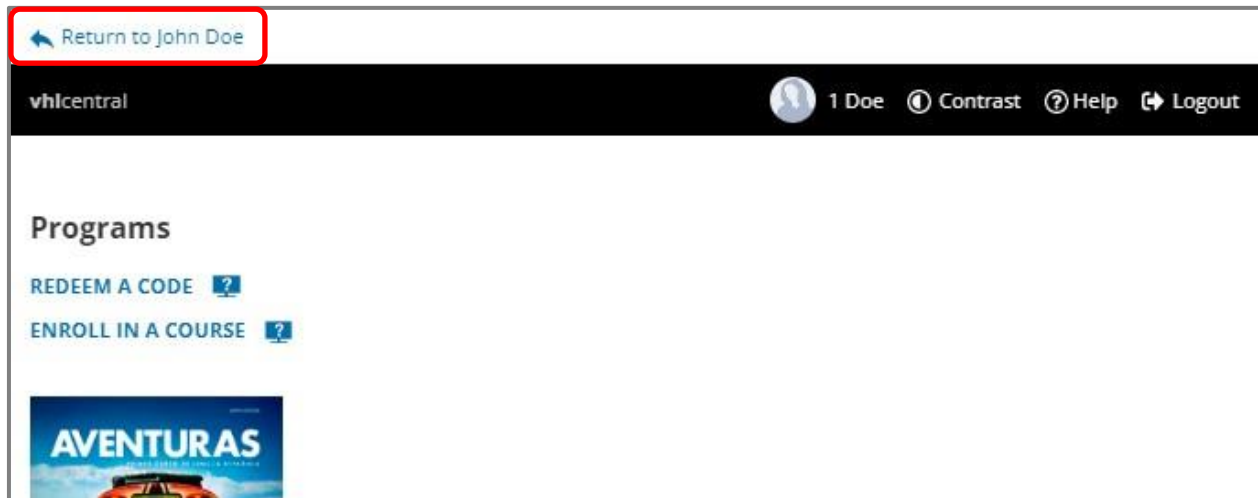 Return to John Doe
vhlcentral 1 Doe Contrast ? Help Logout
Programs
REDEEM A CODE ?
ENROLL IN A COURSE ?
AVENTURAS